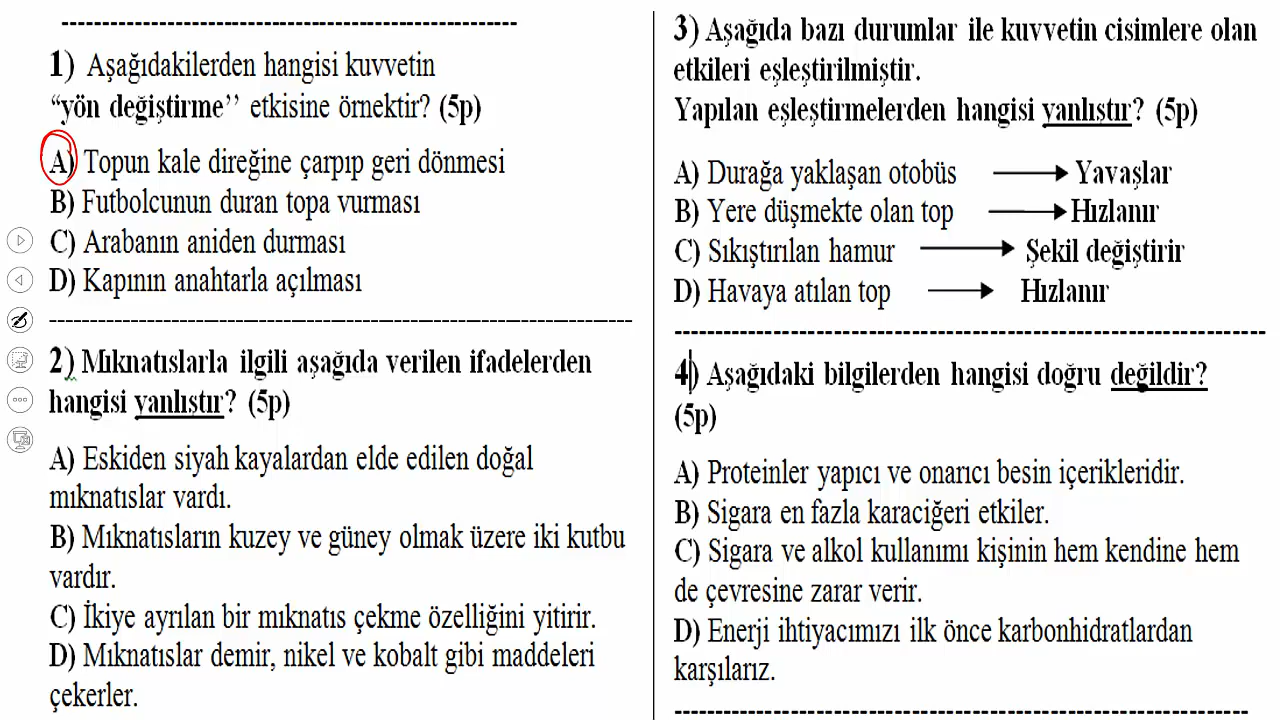 1) Aşağıdakilerden hangisi kuvvetin
“yön değiştirme’’ etkisine örnektir? (5p)
A) Topun kale direğine çarpıp geri dönmesi
B) Futbolcunun duran topa vurması
C) Arabanın aniden durması
D) Kapının anahtarla açılması
2) Mıknatıslarla ilgili aşağıda verilen ifadelerden
hangisi yanlıştır? (5p)
A) Eskiden siyah kayalardan elde edilen doğal
mıknatıslar vardı.
B) Mıknatısların kuzey ve güney olmak üzere iki kutbu
vardır.
C) İkiye ayrılan bir mıknatıs çekme özelliğini yitirir.
D) Mıknatıslar demir, nikel ve kobalt gibi maddeleri
çekerler.
3) Aşağıda bazı durumlar ile kuvvetin cisimlere olan
etkileri eşleştirilmiştir.
Yapılan eşleştirmelerden hangisi yanlıştır? (5p)
A) Durağa yaklaşan otobüs → Yavaşlar
B) Yere düşmekte olan top → Hızlanır
C) Sıkıştırılan hamur → Şekil değiştirir
D) Havaya atılan top → Hızlanır
4) Aşağıdaki bilgilerden hangisi doğru değildir?
(5p)
A) Proteinler yapıcı ve onarıcı besin içerikleridir.
B) Sigara en fazla karaciğeri etkiler.
C) Sigara ve alkol kullanımı kişinin hem kendine hem
de çevresine zarar verir.
D) Enerji ihtiyacımızı ilk önce karbonhidratlardan
karşılarız.